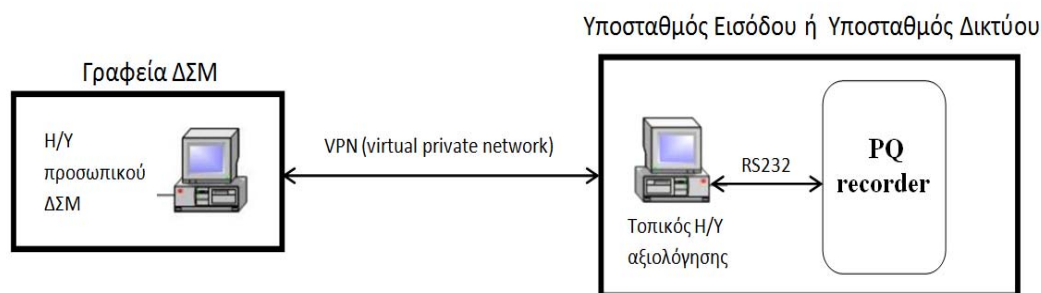 Υποσταθμός Εισόδου ή Υποσταθμός Δικτύου
Γραφεία ΔΣΜ
Η/Υ
προσωπικού
ΔΣΜ
VPN (virtual private network)
RS232
PQ
recorder
Τοπικός Η/Υ
αξιολόγησης